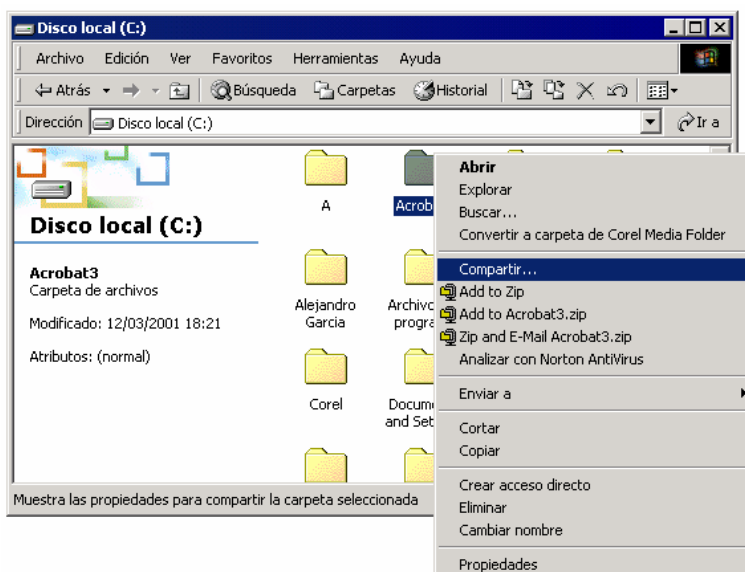 Disco local (C:)
Archivo Edición Ver Favoritos Herramientas Ayuda
Atrás Búsqueda Carpetas Historial
Dirección Disco local (C:) Ir a
Disco local (C:)
Acrobat3
Carpeta de archivos
Modificado: 12/03/2001 18:21
Atributos: (normal)
A
Acrob
Alejandro
Garcia
Archivo
progra
Corel
Docum
and Set
Abrir
Explorar
Buscar...
Convertir a carpeta de Corel Media Folder
Compartir...
Add to Zip
Add to Acrobat3.zip
Zip and E-Mail Acrobat3.zip
Analizar con Norton AntiVirus
Enviar a
Cortar
Copiar
Crear acceso directo
Eliminar
Cambiar nombre
Propiedades
Muestra las propiedades para compartir la carpeta seleccionada